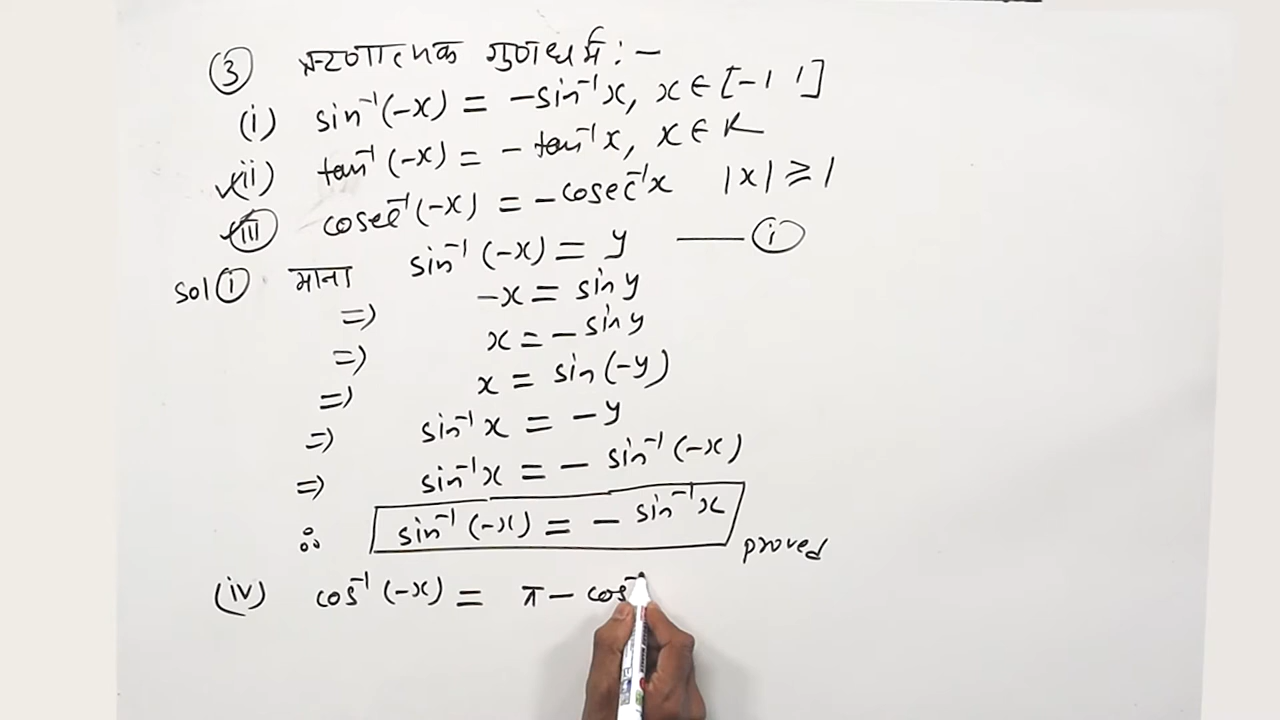 ③ ऋणात्मक गुणधर्म :−
(i) sin⁻¹(−x) = −sin⁻¹x, x ∈ [−1 1]
(ii) tan⁻¹(−x) = −tan⁻¹x, x ∈ R
(iii) cosec⁻¹(−x) = −cosec⁻¹x |x| ≥ 1
sol ① माना sin⁻¹(−x) = y —— ⓘ
=> −x = sin y
=> x = − sin y
=> x = sin(−y)
=> sin⁻¹x = −y
=> sin⁻¹x = − sin⁻¹(−x)
∴ sin⁻¹(−x) = − sin⁻¹x proved
(iv) cos⁻¹(−x) = π − cos⁻